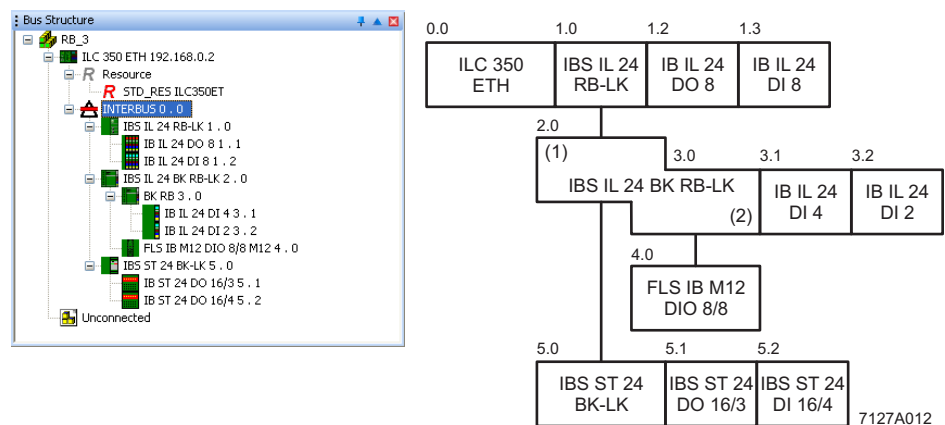 Bus Structure
RB_3
ILC 350 ETH 192.168.0.2
R Resource
R STD_RES ILC350ET
INTERBUS 0 . 0
IBS IL 24 RB-LK 1 . 0
IB IL 24 DO 8 1 . 1
IB IL 24 DI 8 1 . 2
IBS IL 24 BK RB-LK 2 . 0
BK RB 3 . 0
IB IL 24 DI 4 3 . 1
IB IL 24 DI 2 3 . 2
FLS IB M12 DIO 8/8 M12 4 . 0
IBS ST 24 BK-LK 5 . 0
IB ST 24 DO 16/3 5 . 1
IB ST 24 DO 16/4 5 . 2
Unconnected
0.0
ILC 350
ETH
1.0
IBS IL 24
RB-LK
1.2
IB IL 24
DO 8
1.3
IB IL 24
DI 8
2.0
(1)
IBS IL 24 BK RB-LK
3.0
(2)
3.1
IB IL 24
DI 4
3.2
IB IL 24
DI 2
4.0
FLS IB M12
DIO 8/8
5.0
IBS ST 24
BK-LK
5.1
IBS ST 24
DO 16/3
5.2
IBS ST 24
DI 16/4
7127A012